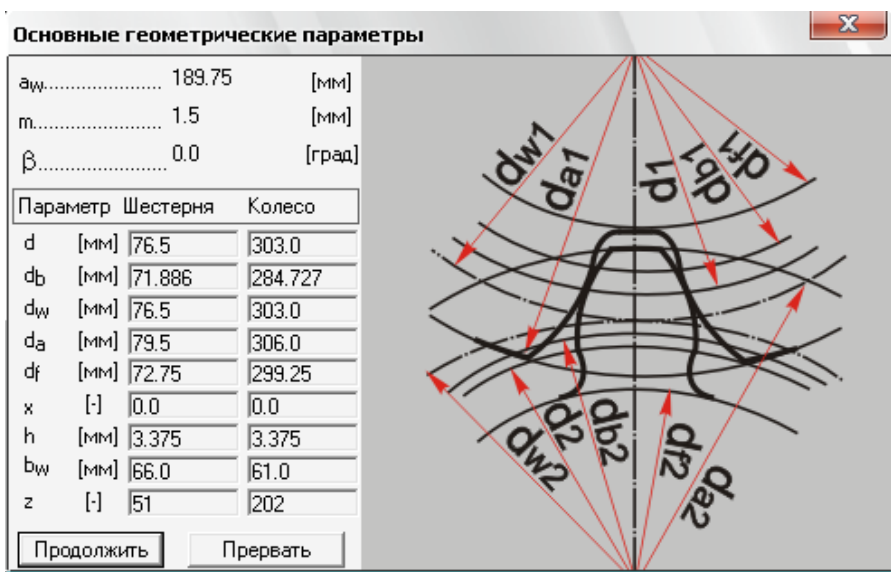 Основные геометрические параметры
X
aw..................... 189.75 [мм]
m....................... 1.5 [мм]
β....................... 0.0 [град]
Параметр Шестерня Колесо
d [мм] 76.5 303.0
db [мм] 71.886 284.727
dw [мм] 76.5 303.0
da [мм] 79.5 306.0
df [мм] 72.75 299.25
x [-] 0.0 0.0
h [мм] 3.375 3.375
bw [мм] 66.0 61.0
z [-] 51 202
Продолжить Прервать
dw1
da1
d1
db1
df1
dw2
d2
db2
df2
da2